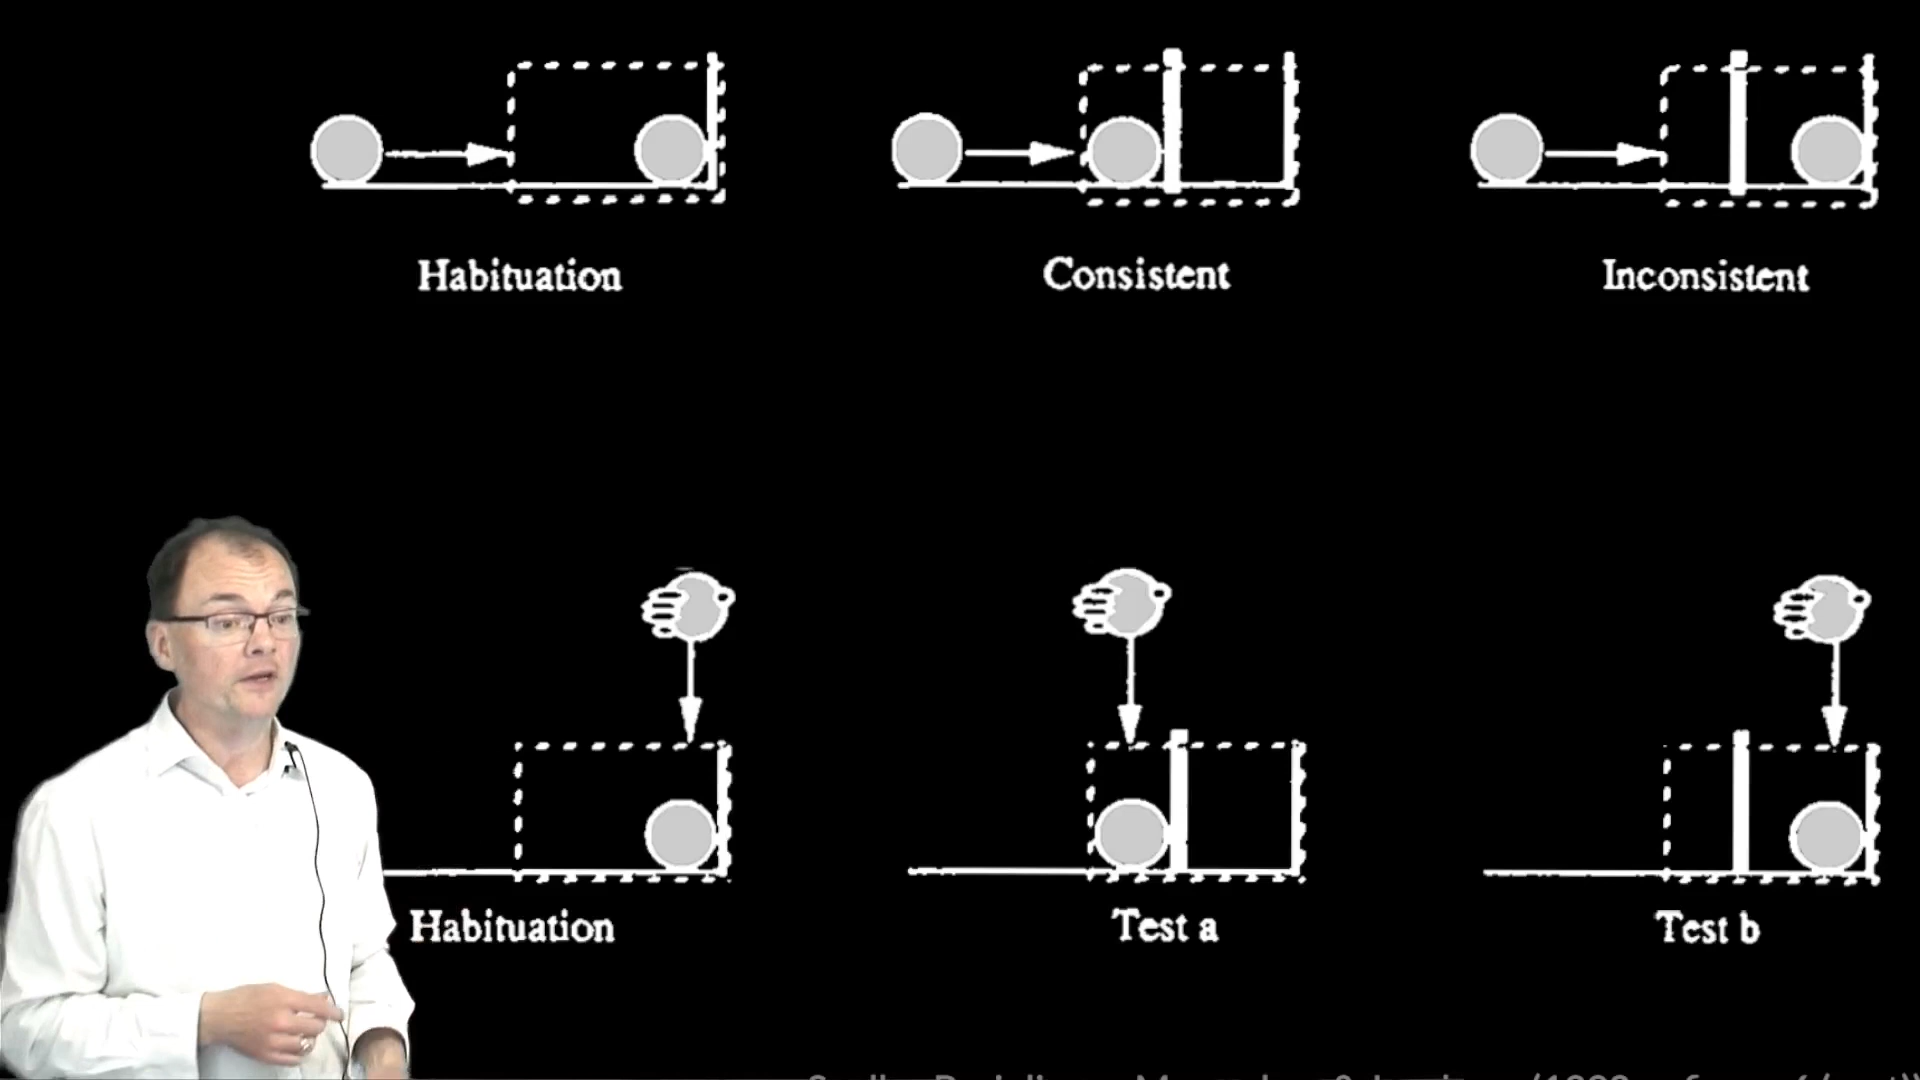 Habituation
Consistent
Inconsistent
Habituation
Test a
Test b